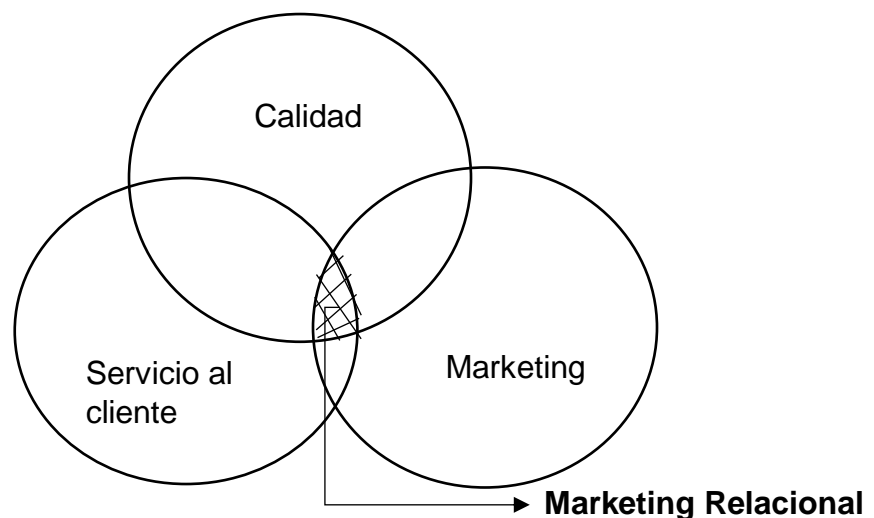 Calidad
Servicio al
cliente
Marketing
Marketing Relacional